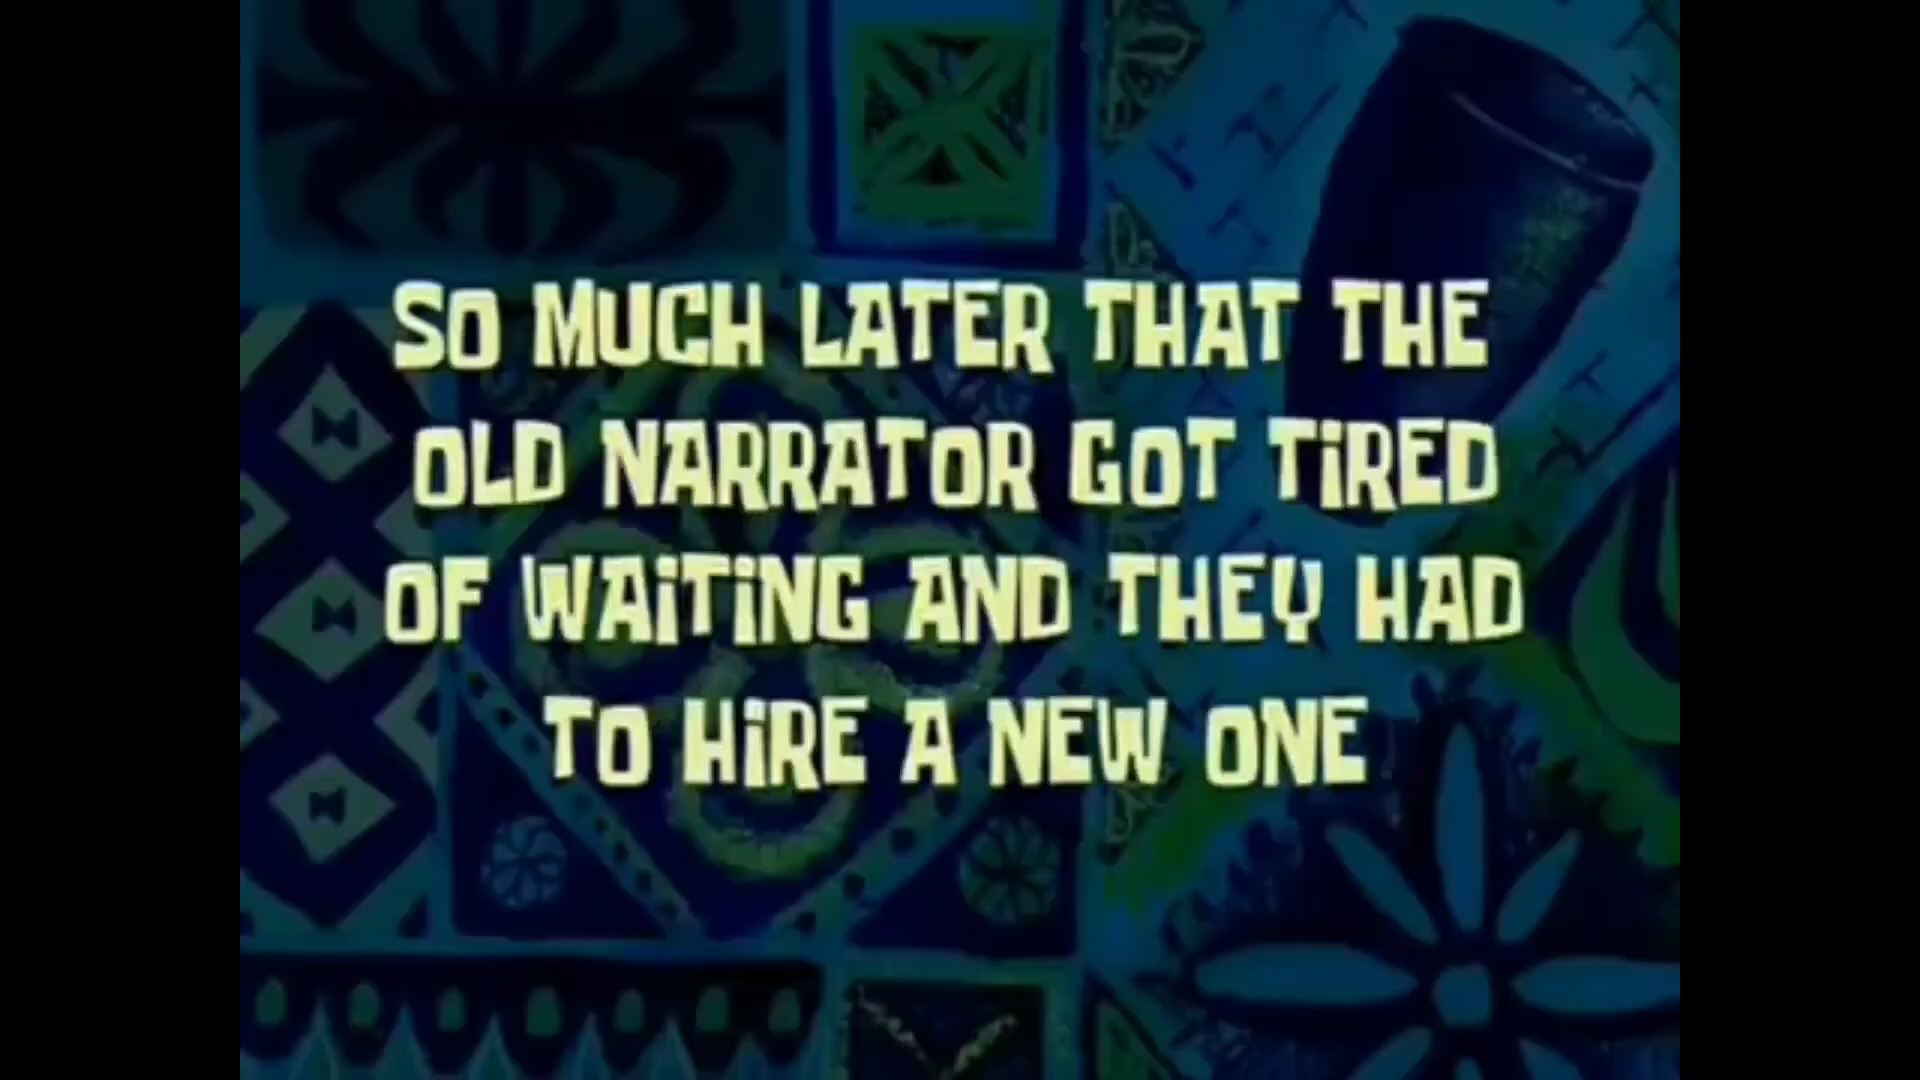 SO MUCH LATER THAT THE
OLD NARRATOR GOT TiRED
OF WAiTiNG AND THEY HAD
TO HiRE A NEW ONE